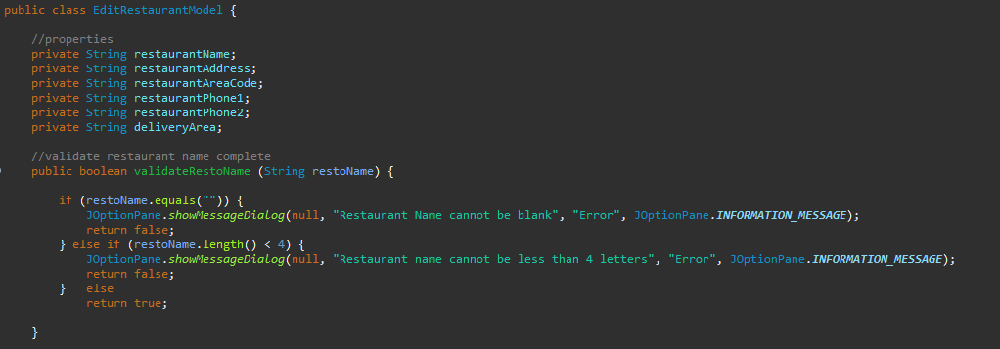 public class EditRestaurantModel {
//properties
private String restaurantName;
private String restaurantAddress;
private String restaurantAreaCode;
private String restaurantPhone1;
private String restaurantPhone2;
private String deliveryArea;
//validate restaurant name complete
public boolean validateRestoName (String restoName) {
if (restoName.equals("")) {
JOptionPane.showMessageDialog(null, "Restaurant Name cannot be blank", "Error", JOptionPane.INFORMATION_MESSAGE);
return false;
} else if (restoName.length() < 4) {
JOptionPane.showMessageDialog(null, "Restaurant name cannot be less than 4 letters", "Error", JOptionPane.INFORMATION_MESSAGE);
return false;
}   else
return true;
}